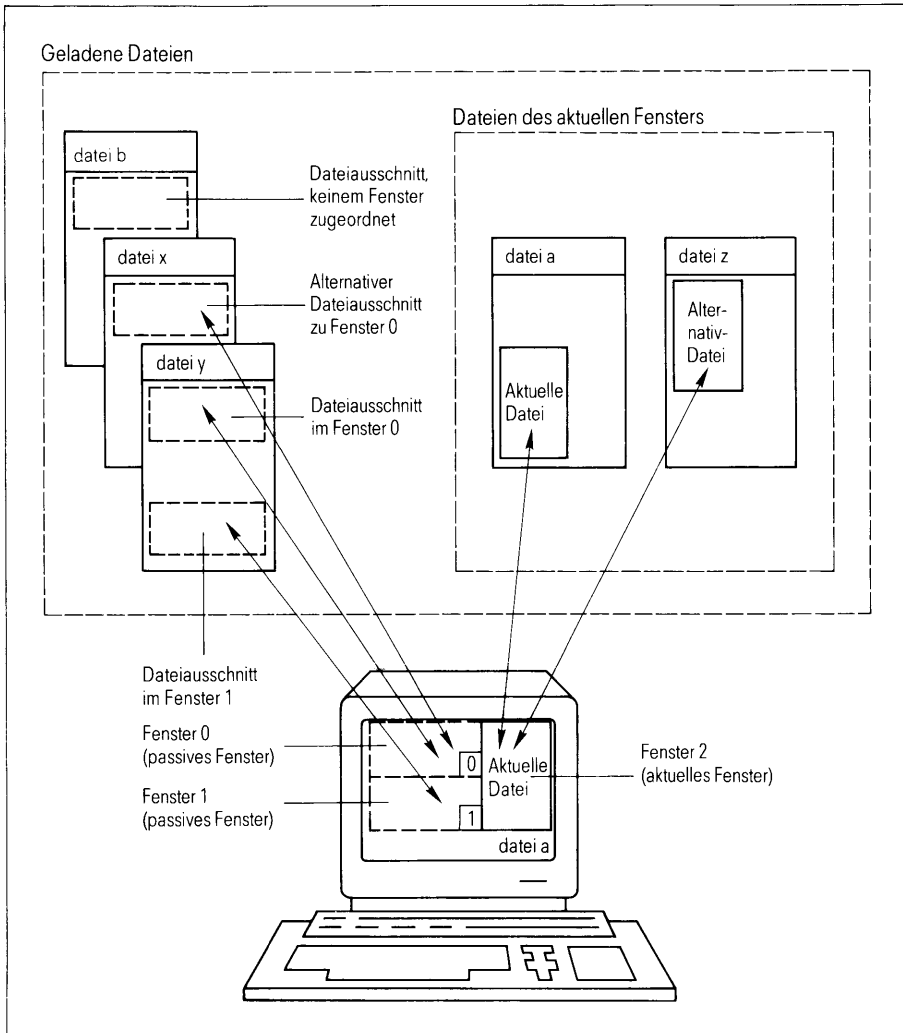 Geladene Dateien
Dateien des aktuellen Fensters
datei b
Dateiausschnitt,
keinem Fenster
zugeordnet
datei x
Alternativer
Dateiausschnitt
zu Fenster 0
datei y
Dateiausschnitt
im Fenster 0
datei a
Aktuelle
Datei
datei z
Alter-
nativ-
Datei
Dateiausschnitt
im Fenster 1
Fenster 0
(passives Fenster)
Fenster 1
(passives Fenster)
0
1
Aktuelle
Datei
datei a
Fenster 2
(aktuelles Fenster)